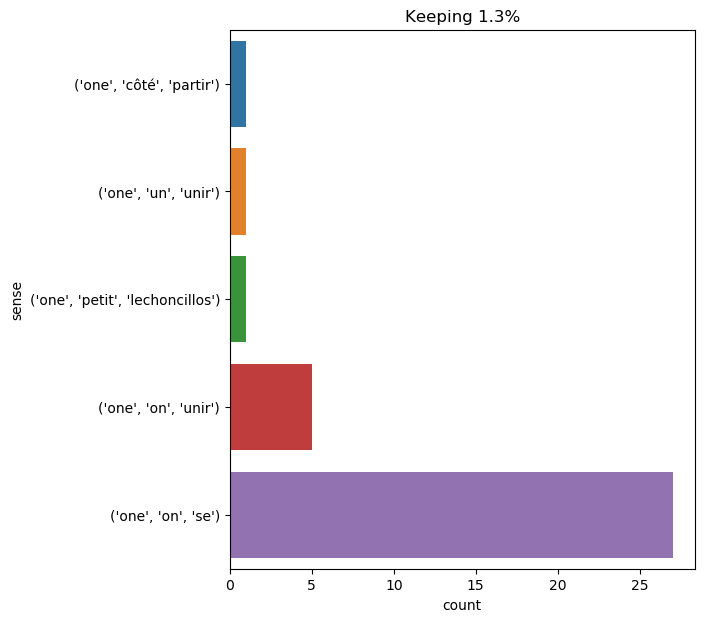 Keeping 1.3%
('one', 'côté', 'partir')
('one', 'un', 'unir')
('one', 'petit', 'lechoncillos')
('one', 'on', 'unir')
('one', 'on', 'se')
sense
0 5 10 15 20 25
count